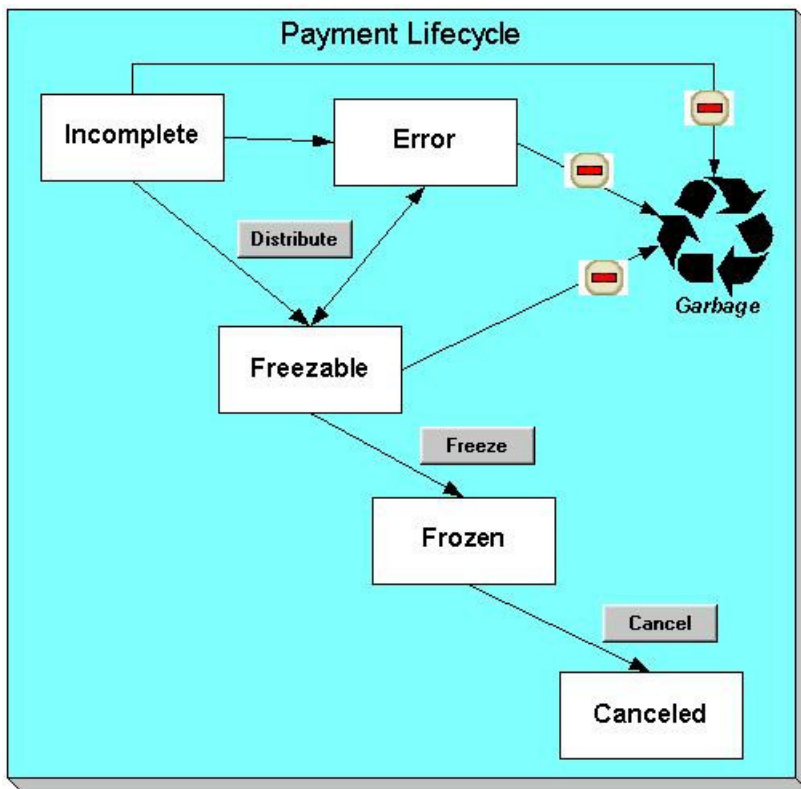 Payment Lifecycle
Incomplete
Error
Distribute
Garbage
Freezable
Freeze
Frozen
Cancel
Canceled